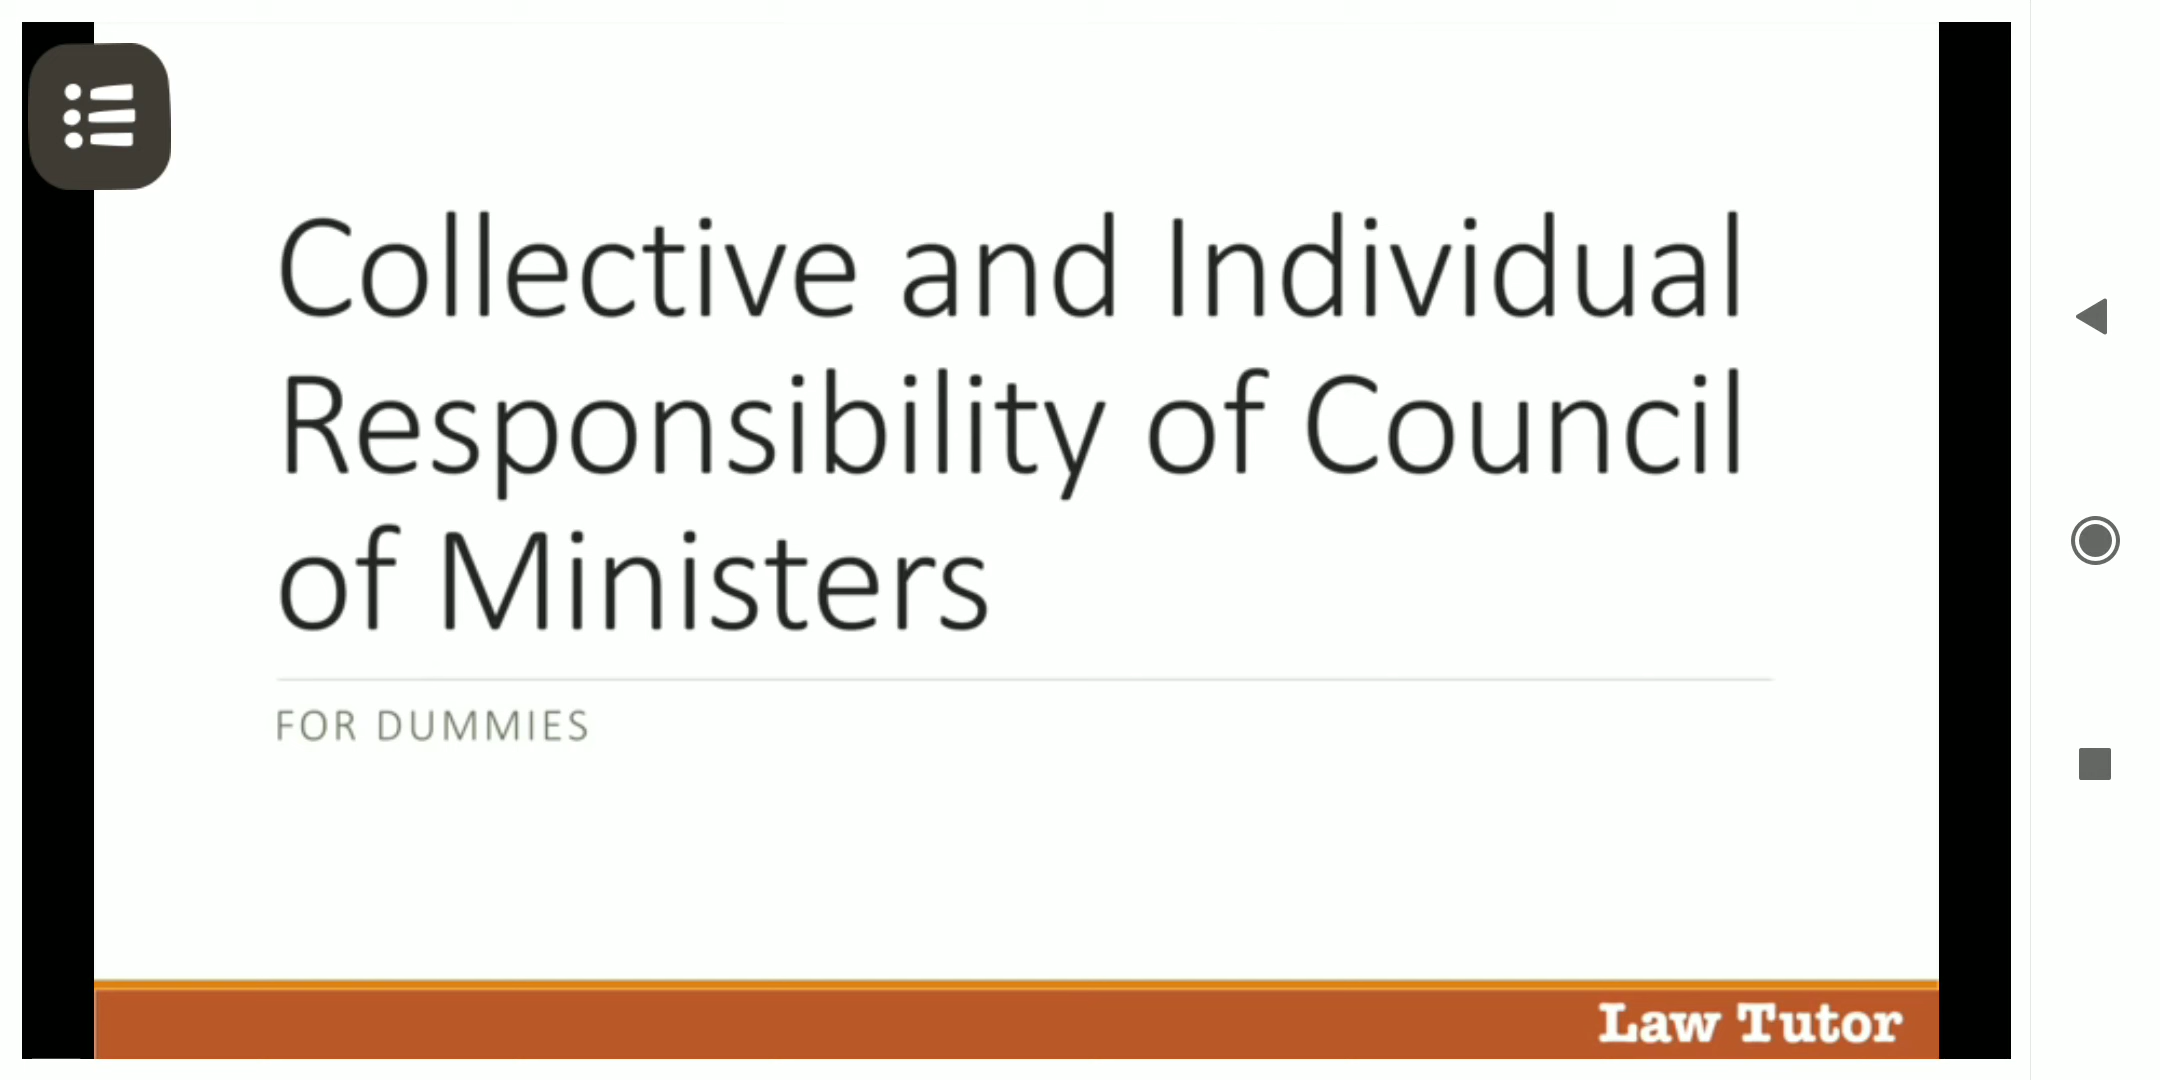 Collective and Individual
Responsibility of Council
of Ministers
FOR DUMMIES
Law Tutor